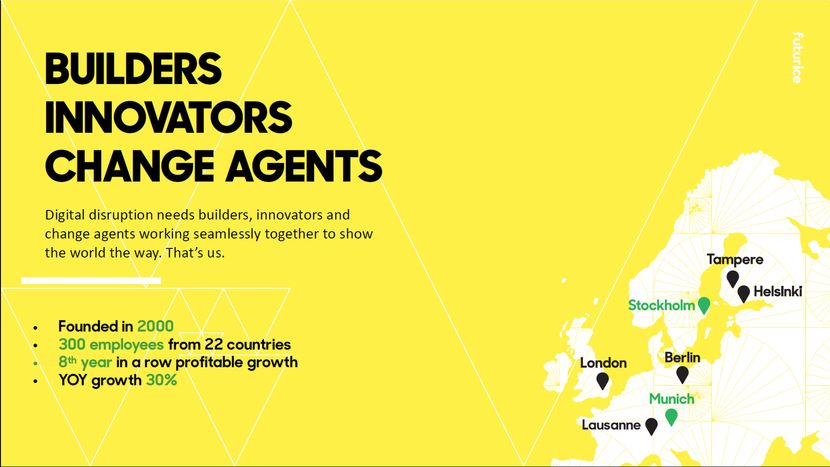 BUILDERS
INNOVATORS
CHANGE AGENTS
Digital disruption needs builders, innovators and
change agents working seamlessly together to show
the world the way. That's us.
• Founded in 2000
• 300 employees from 22 countries
• 8th year in a row profitable growth
• YOY growth 30%
futurice
Tampere
HelsInki
Stockholm
London
Berlin
Munich
Lausanne